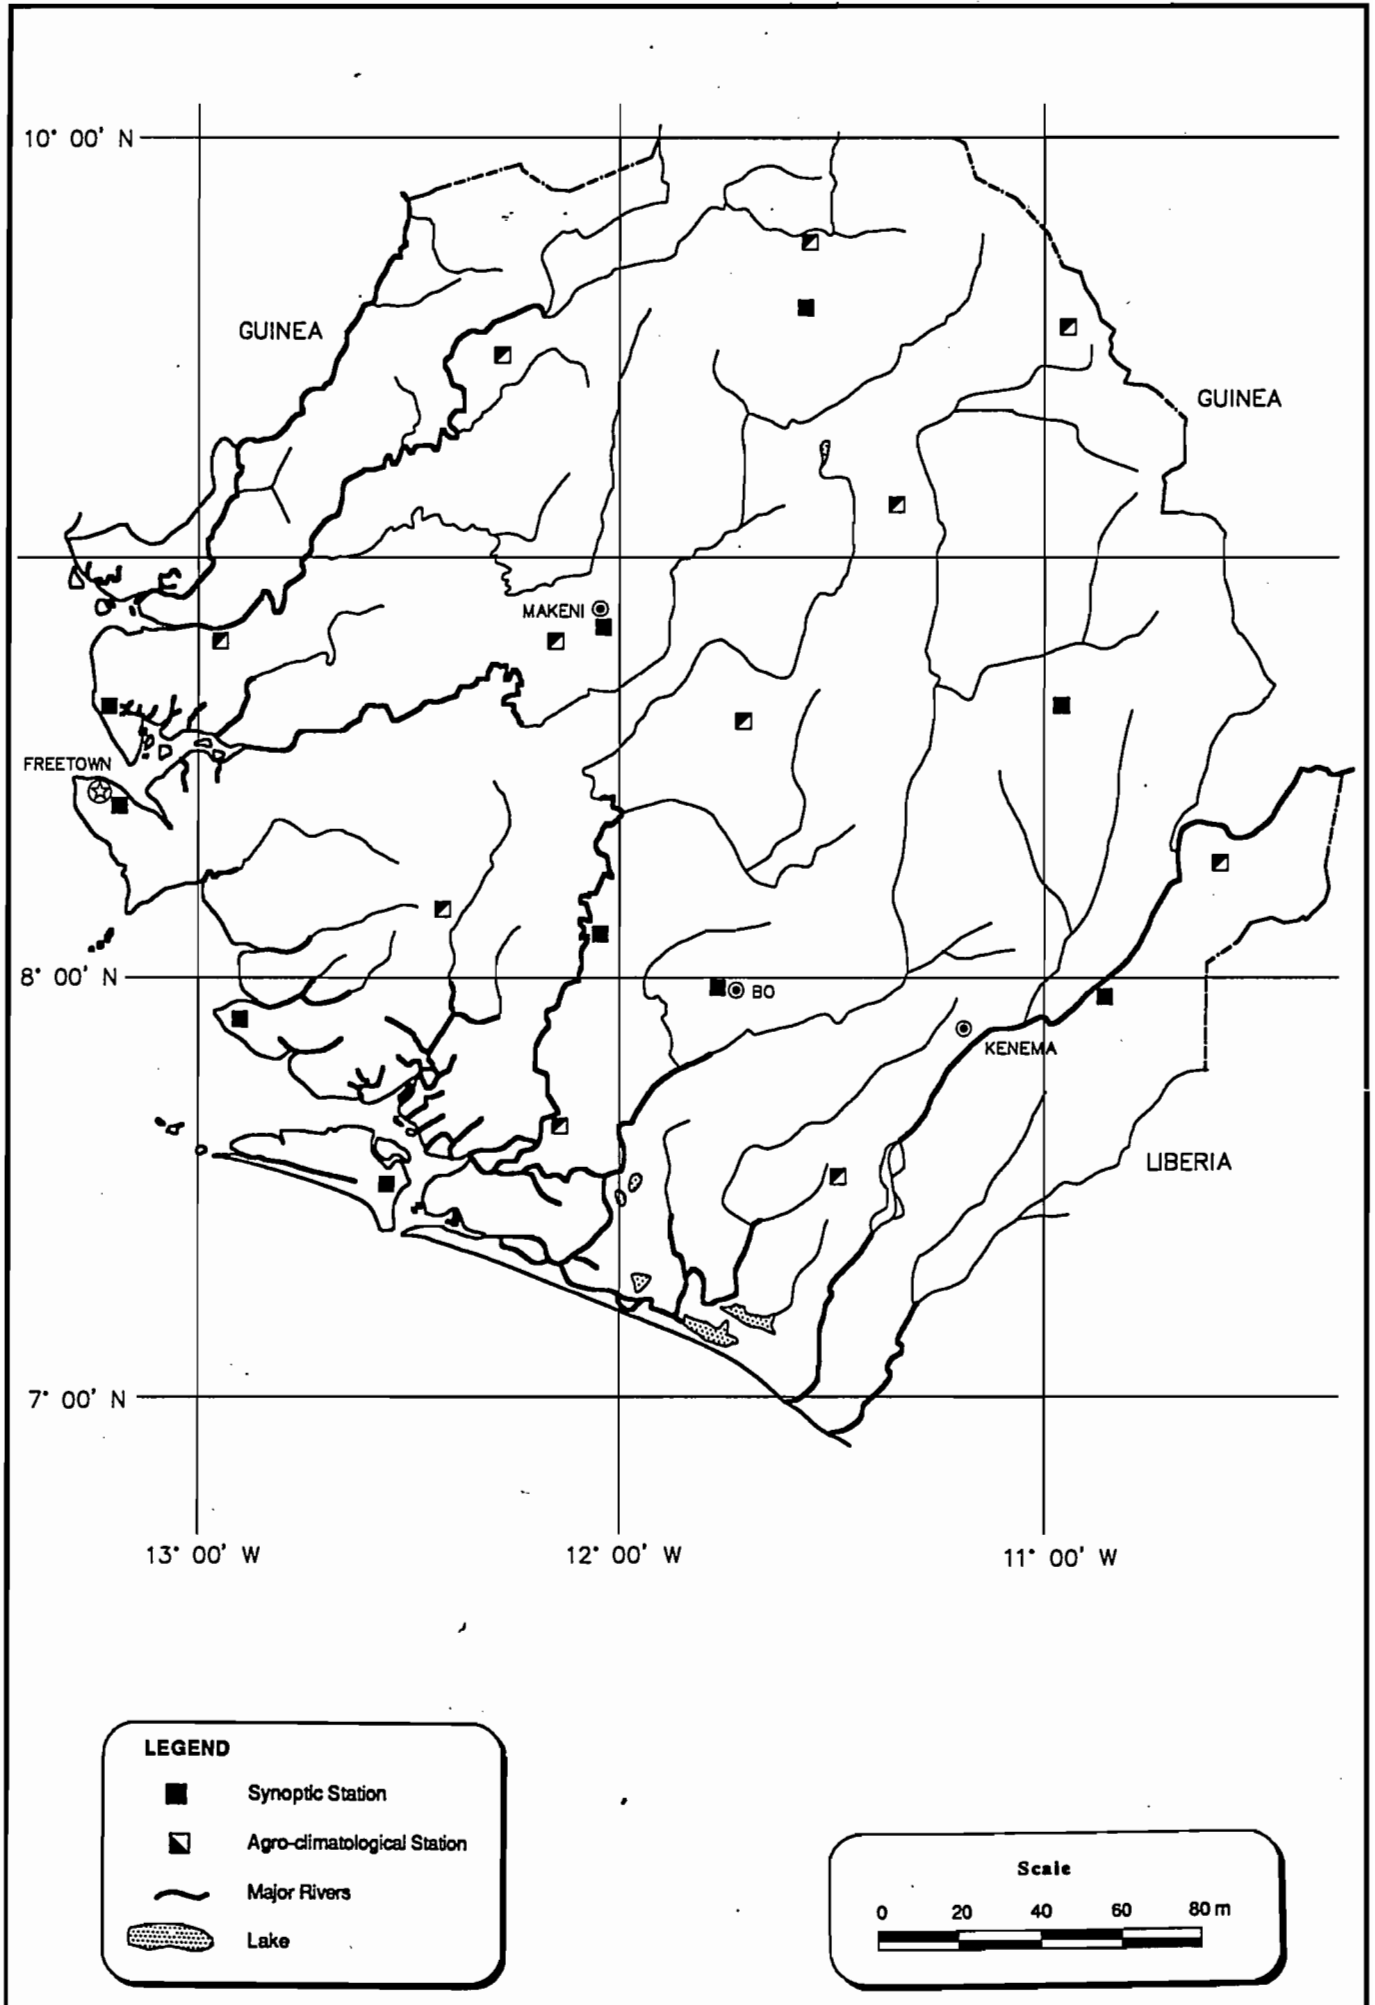 10° 00' N
GUINEA
GUINEA
MAKENI
FREETOWN
8° 00' N
BO
KENEMA
LIBERIA
7° 00' N
13° 00' W
12° 00' W
11° 00' W
LEGEND
Synoptic Station
Agro-climatological Station
Major Rivers
Lake
Scale
0 20 40 60 80 m